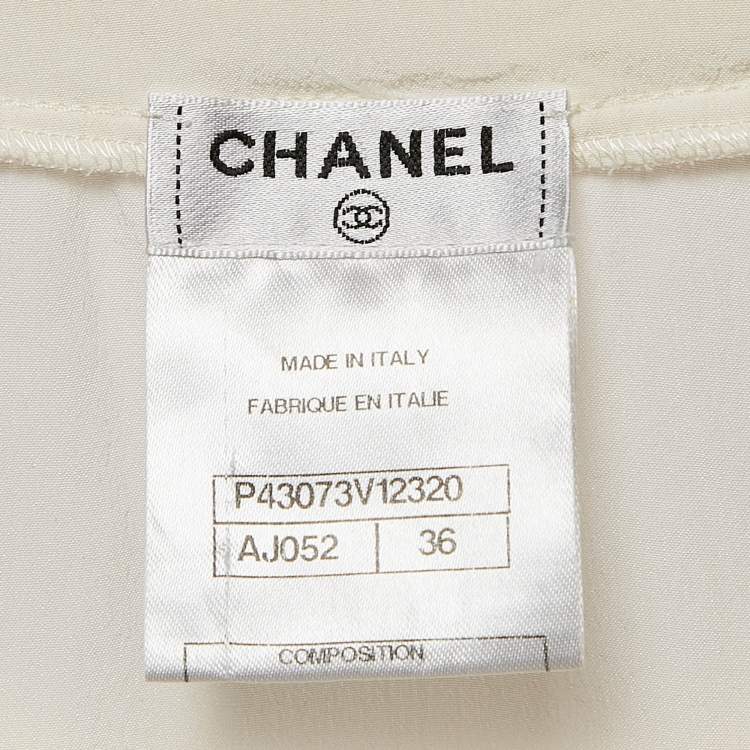 CHANEL
MADE IN ITALY
FABRIQUE EN ITALIE
P43073V12320
AJ052 36
COMPOSITION